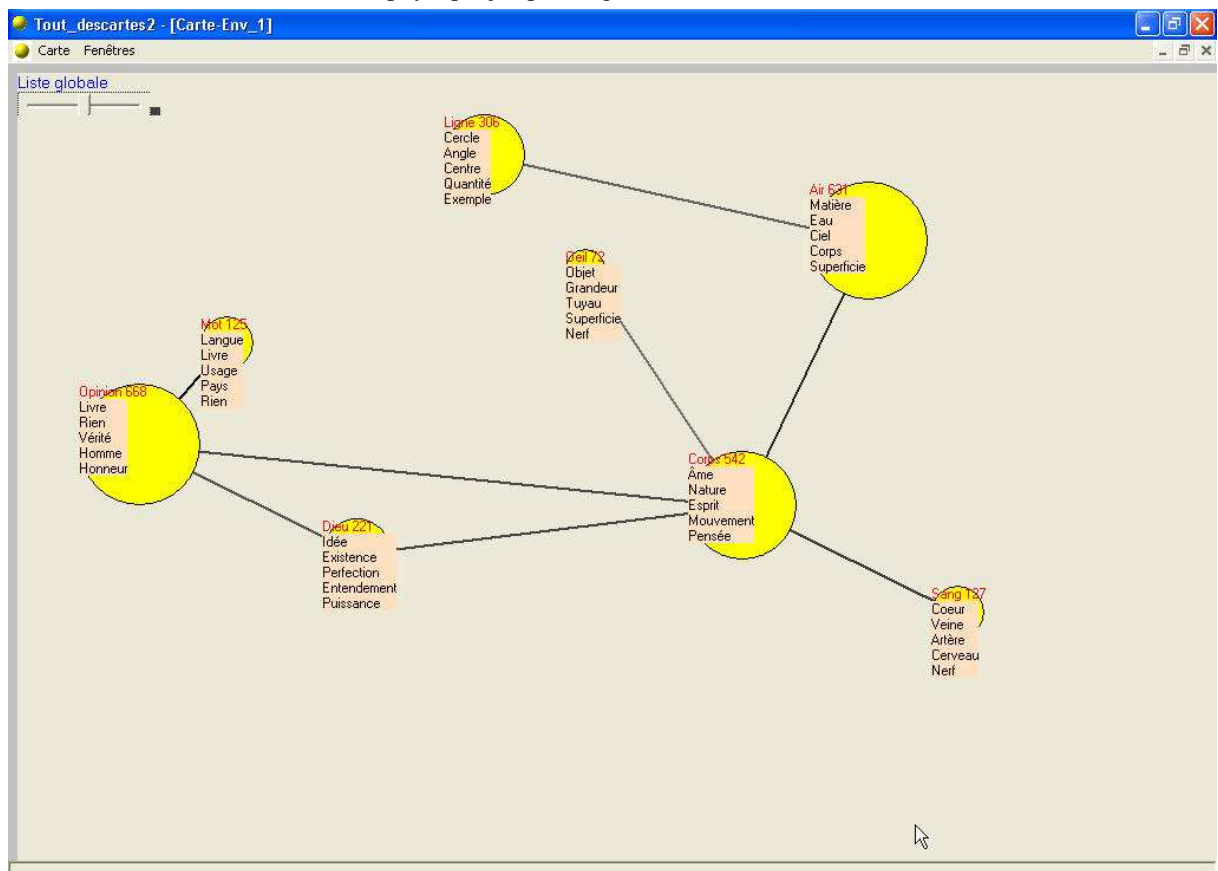 Tout_descartes2 - [Carte-Env_1]
Carte Fenêtres
Liste globale
Ligne 306
Cercle
Angle
Centre
Quantité
Exemple
Air 631
Matière
Eau
Ciel
Corps
Superficie
Oeil 72
Objet
Grandeur
Tuyau
Superficie
Nerf
Mot 125
Langue
Livre
Usage
Pays
Rien
Opinion 668
Livre
Rien
Vérité
Homme
Honneur
Corps 542
Âme
Nature
Esprit
Mouvement
Pensée
Dieu 221
Idée
Existence
Perfection
Entendement
Puissance
Sang 127
Coeur
Veine
Artère
Cerveau
Nerf